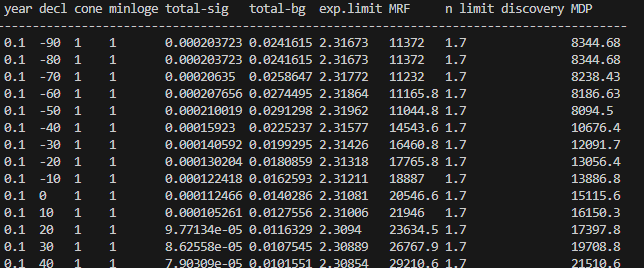 year decl cone minloge total-sig total-bg exp.limit MRF n limit discovery MDP
--------------------------------------------------------------------------------
0.1 -90 1 1 0.000203723 0.0241615 2.31673 11372 1.7 8344.68
0.1 -80 1 1 0.000203723 0.0241615 2.31673 11372 1.7 8344.68
0.1 -70 1 1 0.00020635 0.0258647 2.31772 11232 1.7 8238.43
0.1 -60 1 1 0.000207656 0.0274495 2.31864 11165.8 1.7 8186.63
0.1 -50 1 1 0.000210019 0.0291298 2.31962 11044.8 1.7 8094.5
0.1 -40 1 1 0.00015923 0.0225237 2.31577 14543.6 1.7 10676.4
0.1 -30 1 1 0.000140592 0.0199295 2.31426 16460.8 1.7 12091.7
0.1 -20 1 1 0.000130204 0.0180859 2.31318 17765.8 1.7 13056.4
0.1 -10 1 1 0.000122418 0.0162593 2.31211 18887 1.7 13886.8
0.1 0 1 1 0.000112466 0.0140286 2.31081 20546.6 1.7 15115.6
0.1 10 1 1 0.000105261 0.0127556 2.31006 21946 1.7 16150.3
0.1 20 1 1 9.77134e-05 0.0116329 2.3094 23634.5 1.7 17397.8
0.1 30 1 1 8.62558e-05 0.0107545 2.30889 26767.9 1.7 19708.8
0.1 40 1 1 7.90309e-05 0.0101551 2.30854 29210.6 1.7 21510.6